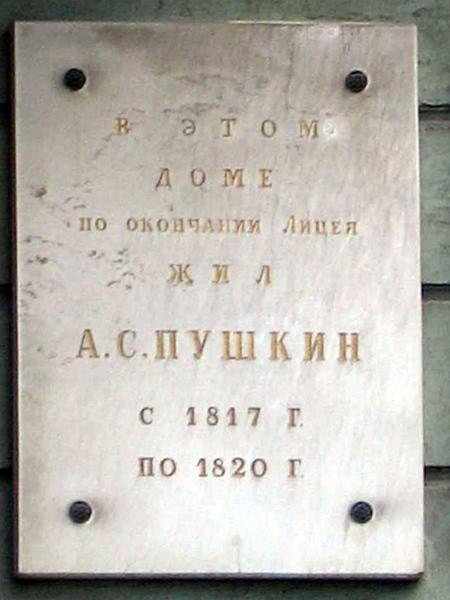 В ЭТОМ
ДОМЕ
ПО ОКОНЧАНИИ ЛИЦЕЯ
ЖИЛ
А.С.ПУШКИН
С 1817 Г.
ПО 1820 Г.